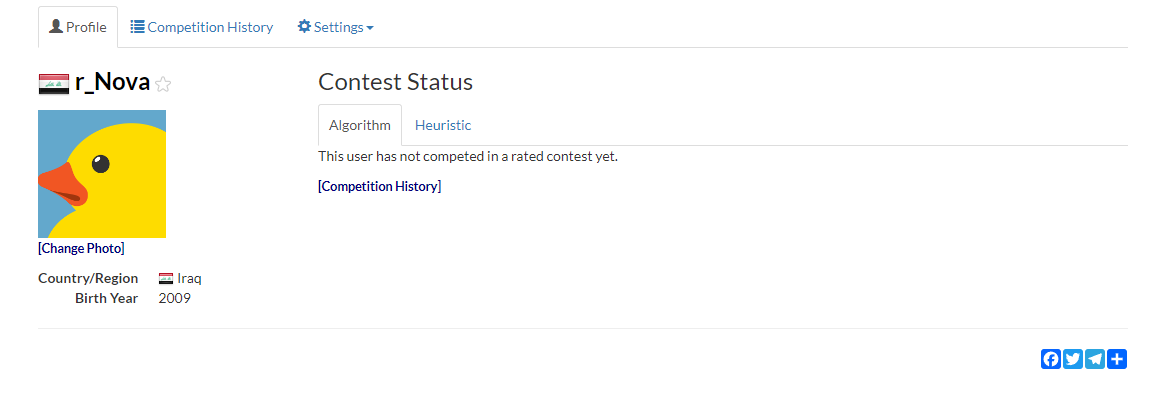 Profile Competition History Settings
r_Nova
Contest Status
Algorithm Heuristic
This user has not competed in a rated contest yet.
[Competition History]
[Change Photo]
Country/Region Iraq
Birth Year 2009